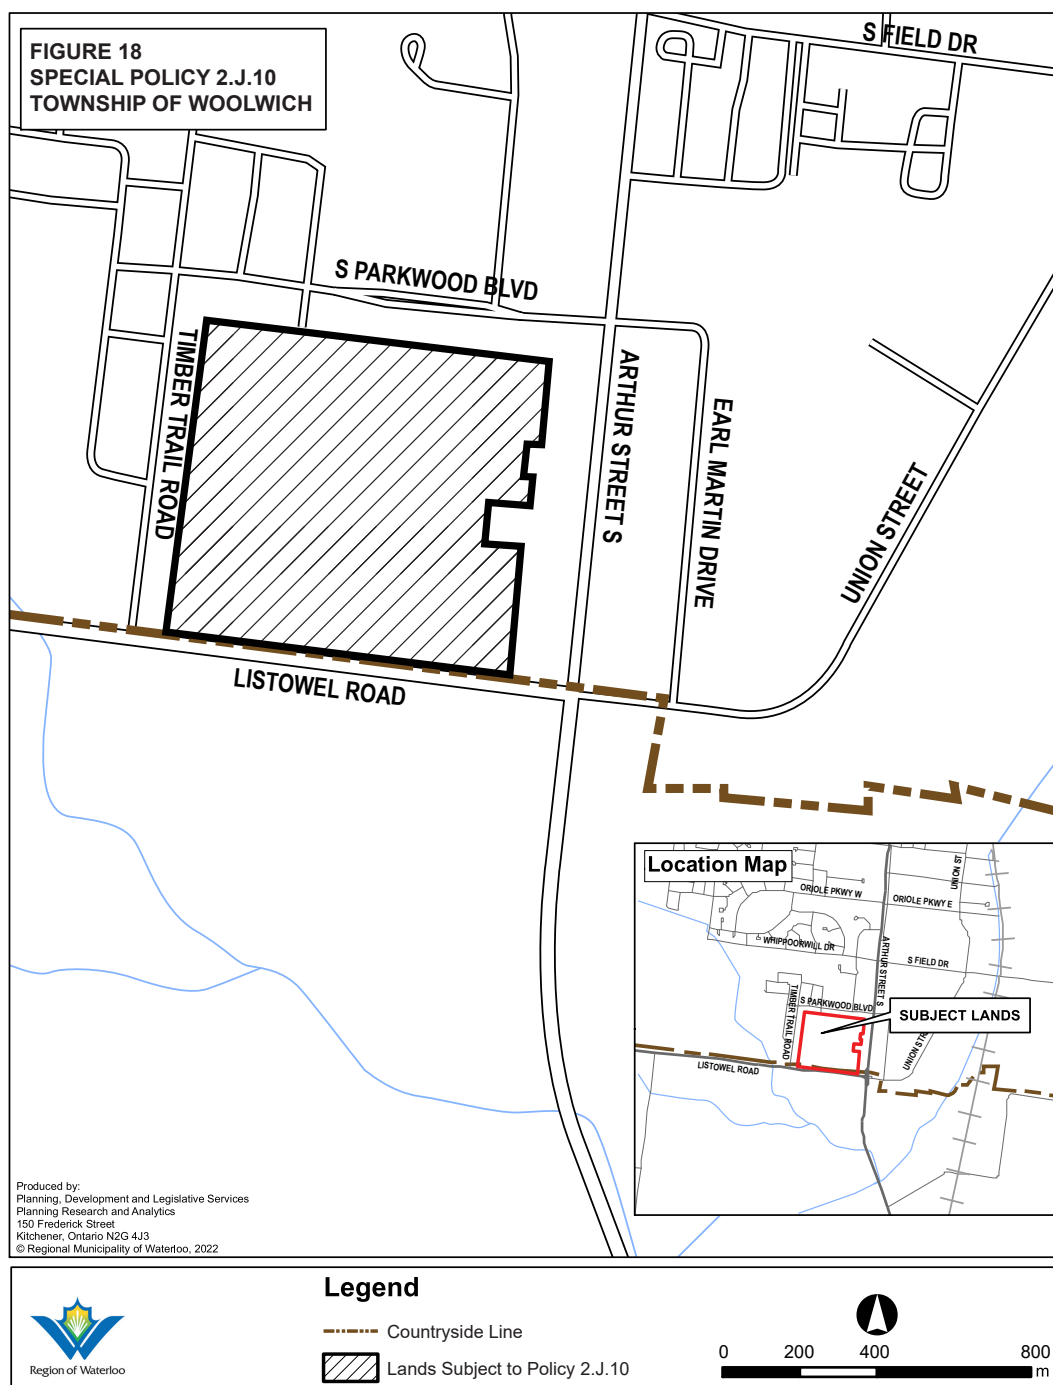 FIGURE 18
SPECIAL POLICY 2.J.10
TOWNSHIP OF WOOLWICH
S FIELD DR
S PARKWOOD BLVD
TIMBER TRAIL ROAD
ARTHUR STREET S
EARL MARTIN DRIVE
UNION STREET
LISTOWEL ROAD
Location Map
UNION ST
ORIOLE PKWY W
ORIOLE PKWY E
WHIPPOORWILL DR
ARTHUR STREET S
S FIELD DR
S PARKWOOD BLVD
TIMBER TRAIL ROAD
SUBJECT LANDS
UNION STR
LISTOWEL ROAD
Produced by:
Planning, Development and Legislative Services
Planning Research and Analytics
150 Frederick Street
Kitchener, Ontario N2G 4J3
© Regional Municipality of Waterloo, 2022
Region of Waterloo
Legend
Countryside Line
Lands Subject to Policy 2.J.10
0 200 400 800
m